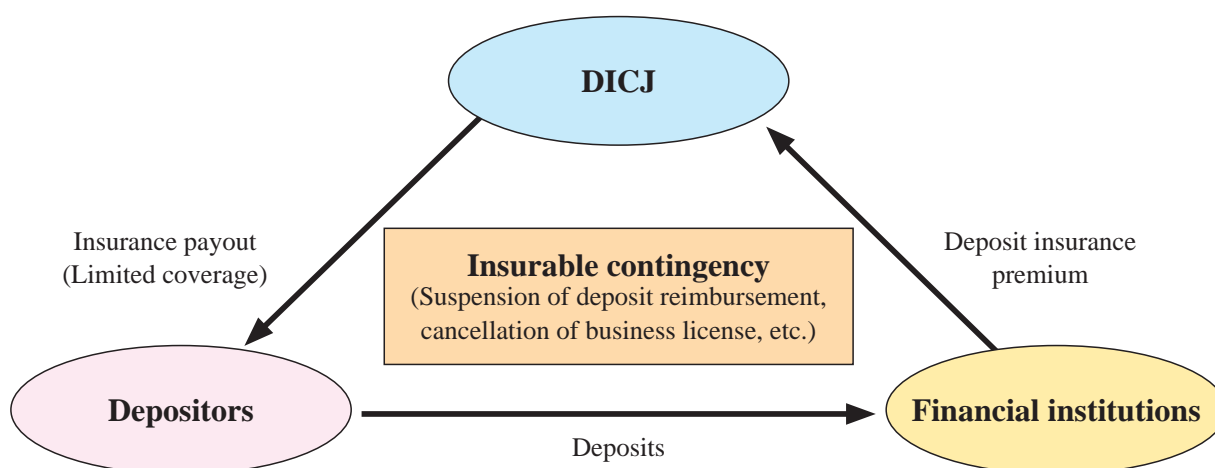 DICJ
Insurance payout
(Limited coverage)
Insurable contingency
(Suspension of deposit reimbursement,
cancellation of business license, etc.)
Deposit insurance
premium
Depositors
Deposits
Financial institutions